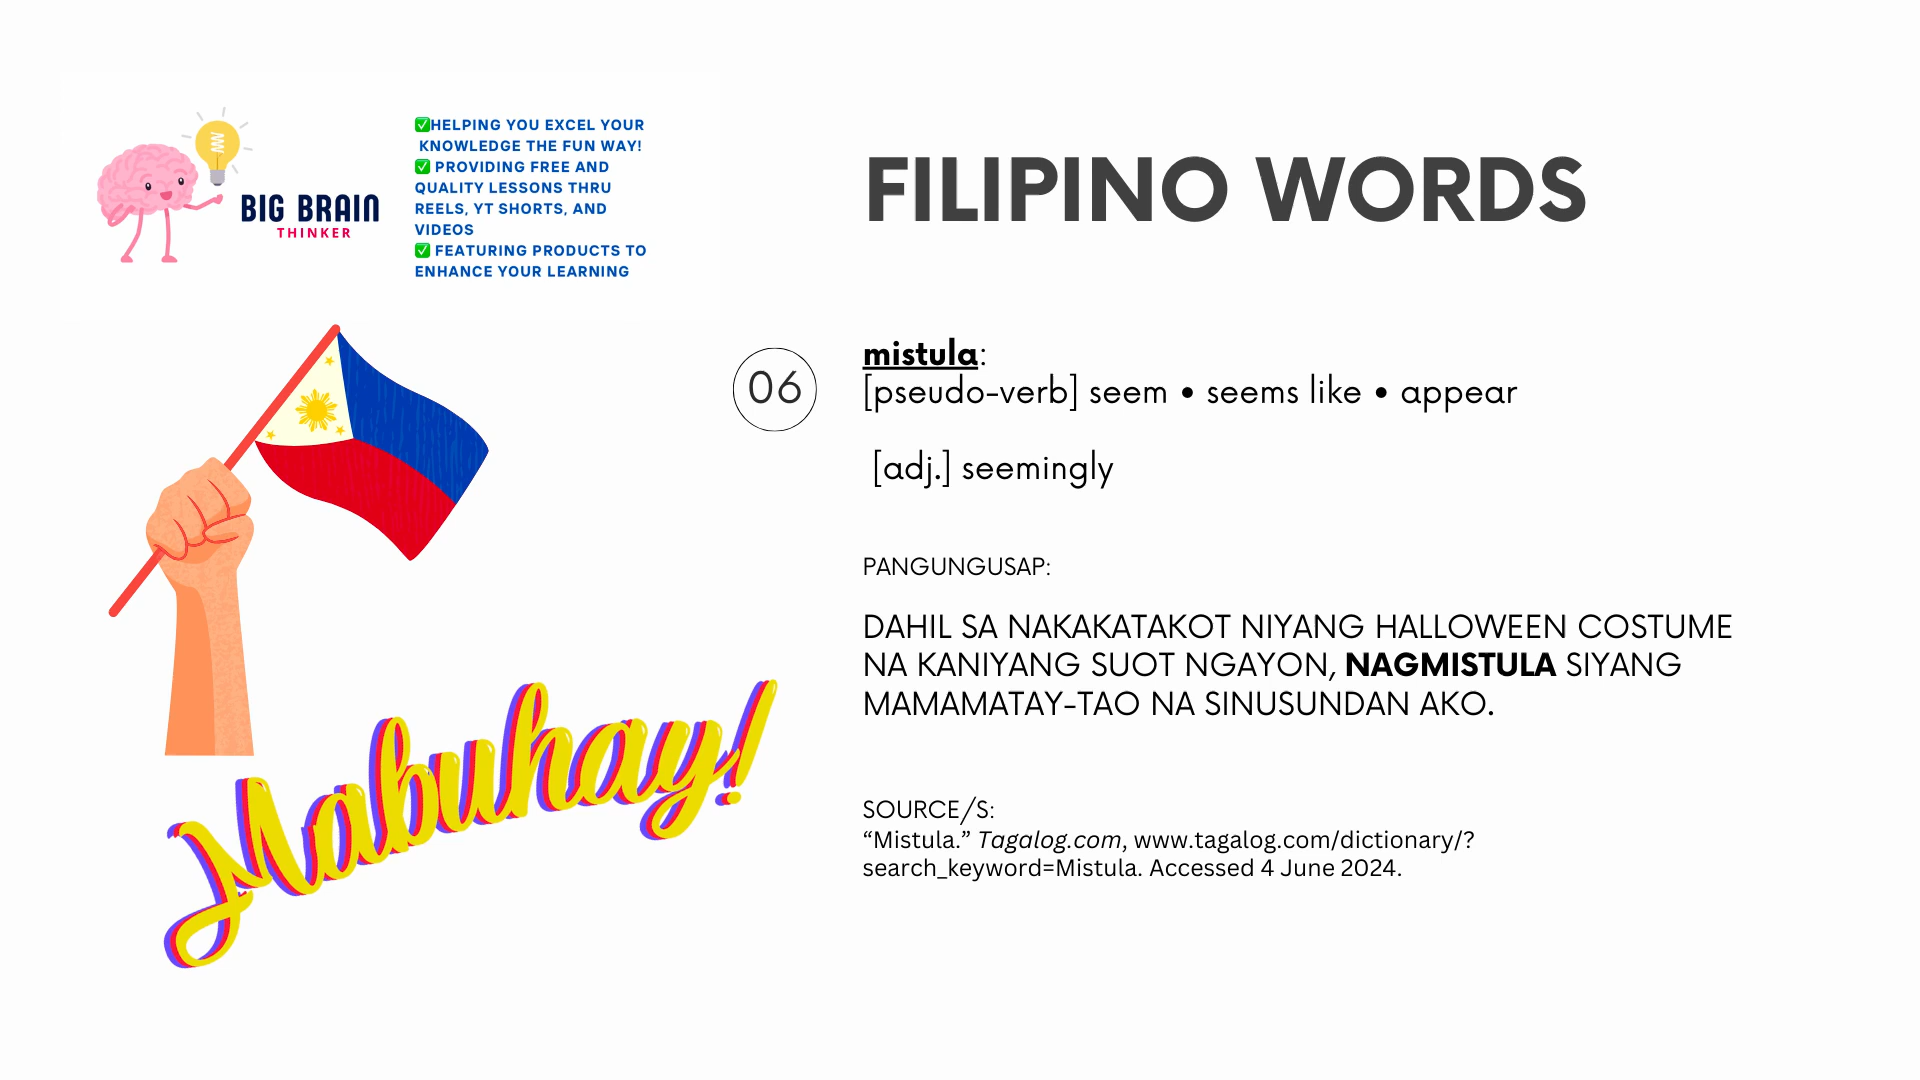 BIG BRAIN
THINKER
✅HELPING YOU EXCEL YOUR
KNOWLEDGE THE FUN WAY!
✅ PROVIDING FREE AND
QUALITY LESSONS THRU
REELS, YT SHORTS, AND
VIDEOS
✅ FEATURING PRODUCTS TO
ENHANCE YOUR LEARNING
FILIPINO WORDS
06
mistula:
[pseudo-verb] seem • seems like • appear
[adj.] seemingly
PANGUNGUSAP:
DAHIL SA NAKAKATAKOT NIYANG HALLOWEEN COSTUME
NA KANIYANG SUOT NGAYON, NAGMISTULA SIYANG
MAMAMATAY-TAO NA SINUSUNDAN AKO.
SOURCE/S:
“Mistula.” Tagalog.com, www.tagalog.com/dictionary/?
search_keyword=Mistula. Accessed 4 June 2024.
Mabuhay!